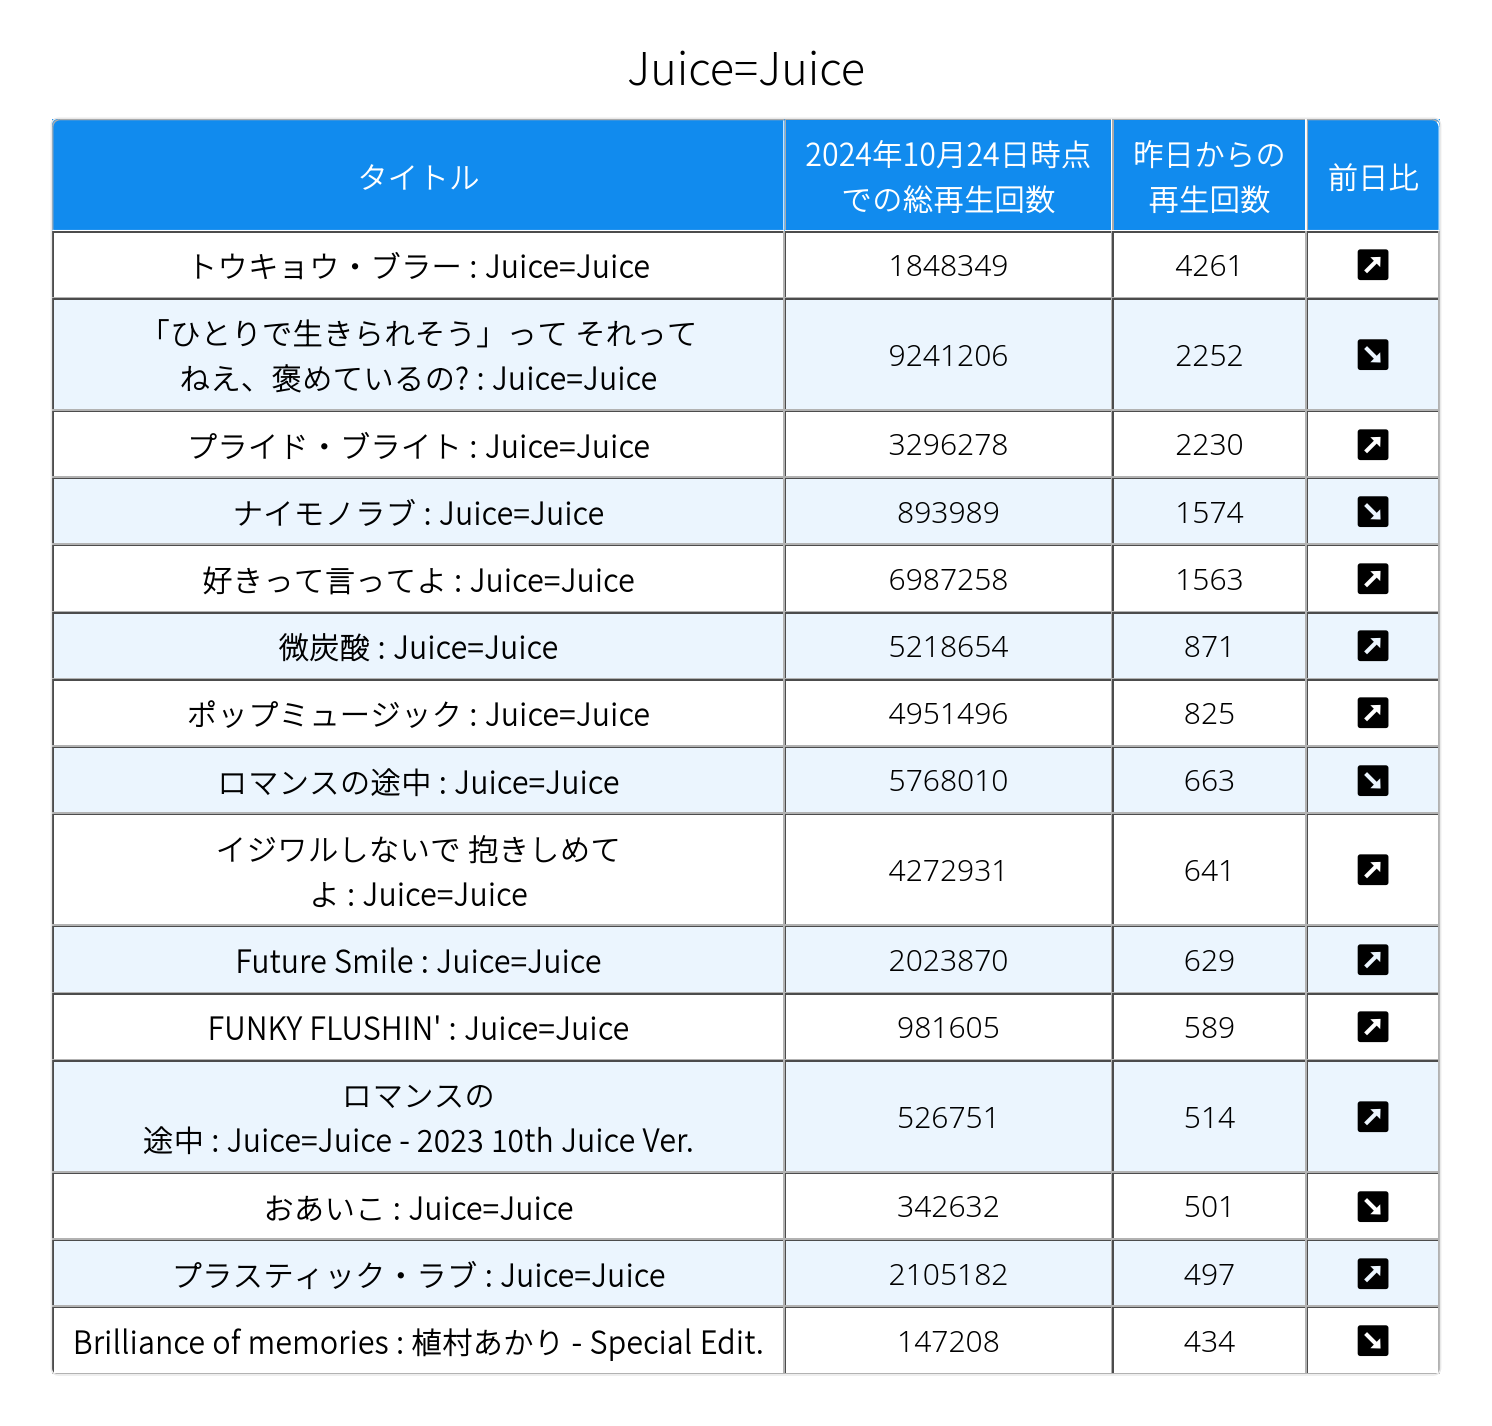 Juice=Juice
タイトル
2024年10月24日時点
での総再生回数
昨日からの
再生回数
前日比
トウキョウ・ブラー : Juice=Juice
1848349
4261
「ひとりで生きられそう」って それって
ねえ、褒めているの? : Juice=Juice
9241206
2252
プライド・ブライト : Juice=Juice
3296278
2230
ナイモノラブ : Juice=Juice
893989
1574
好きって言ってよ : Juice=Juice
6987258
1563
微炭酸 : Juice=Juice
5218654
871
ポップミュージック : Juice=Juice
4951496
825
ロマンスの途中 : Juice=Juice
5768010
663
イジワルしないで 抱きしめて
よ : Juice=Juice
4272931
641
Future Smile : Juice=Juice
2023870
629
FUNKY FLUSHIN' : Juice=Juice
981605
589
ロマンスの
途中 : Juice=Juice - 2023 10th Juice Ver.
526751
514
おあいこ : Juice=Juice
342632
501
プラスティック・ラブ : Juice=Juice
2105182
497
Brilliance of memories : 植村あかり - Special Edit.
147208
434